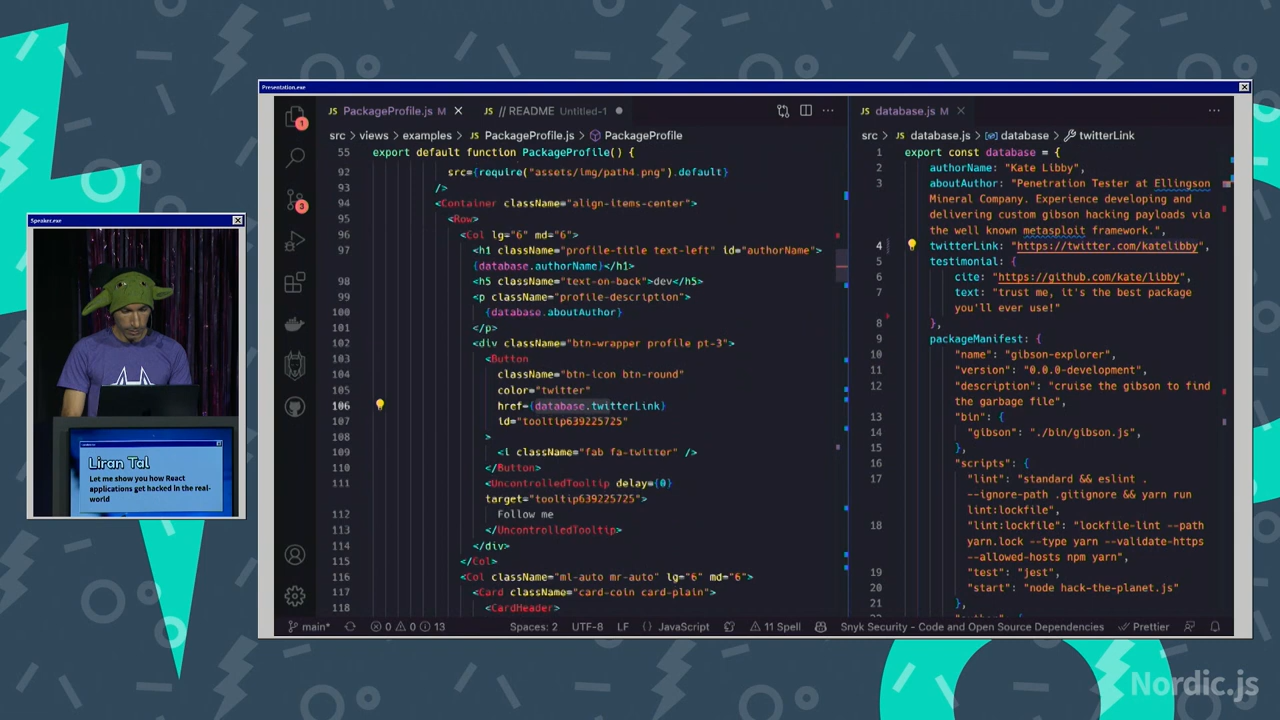 Presentation.exe
PackageProfile.js M
// README Untitled-1
src > views > examples > PackageProfile.js > PackageProfile
55 export default function PackageProfile() {
92 src={require("assets/img/path4.png").default}
93 />
94 <Container className="align-items-center">
95 <Row>
96 <Col lg="6" md="6">
97 <h1 className="profile-title text-left" id="authorName">
{database.authorName}</h1>
98 <h5 className="text-on-back">dev</h5>
99 <p className="profile-description">
100 {database.aboutAuthor}
101 </p>
102 <div className="btn-wrapper profile pt-3">
103 <Button
104 className="btn-icon btn-round"
105 color="twitter"
106 href={database.twitterLink}
107 id="tooltip639225725"
108 >
109 <i className="fab fa-twitter" />
110 </Button>
111 <UncontrolledTooltip delay={0}
target="tooltip639225725">
112 Follow me
113 </UncontrolledTooltip>
114 </div>
115 </Col>
116 <Col className="ml-auto mr-auto" lg="6" md="6">
117 <Card className="card-coin card-plain">
118 <CardHeader>
database.js M
src > database.js > database > twitterLink
1 export const database = {
2 authorName: "Kate Libby",
3 aboutAuthor: "Penetration Tester at Ellingson
Mineral Company. Experience developing and
delivering custom gibson hacking payloads via
the well known metasploit framework.",
4 twitterLink: "https://twitter.com/katelibby",
5 testimonial: {
6 cite: "https://github.com/kate/libby",
7 text: "trust me, it's the best package
you'll ever use!"
8 },
9 packageManifest: {
10 "name": "gibson-explorer",
11 "version": "0.0.0-development",
12 "description": "cruise the gibson to find
the garbage file",
13 "bin": {
14 "gibson": "./bin/gibson.js",
15 },
16 "scripts": {
17 "lint": "standard && eslint .
--ignore-path .gitignore && yarn run
lint:lockfile",
18 "lint:lockfile": "lockfile-lint --path
yarn.lock --type yarn --validate-https
--allowed-hosts npm yarn",
19 "test": "jest",
20 "start": "node hack-the-planet.js"
21 },
1
3
main*
0 0 13
Spaces: 2
UTF-8
LF
{} JavaScript
11 Spell
Snyk Security - Code and Open Source Dependencies
Prettier
Speaker.exe
Liran Tal
Let me show you how React
applications get hacked in the real-
world
Nordic.js